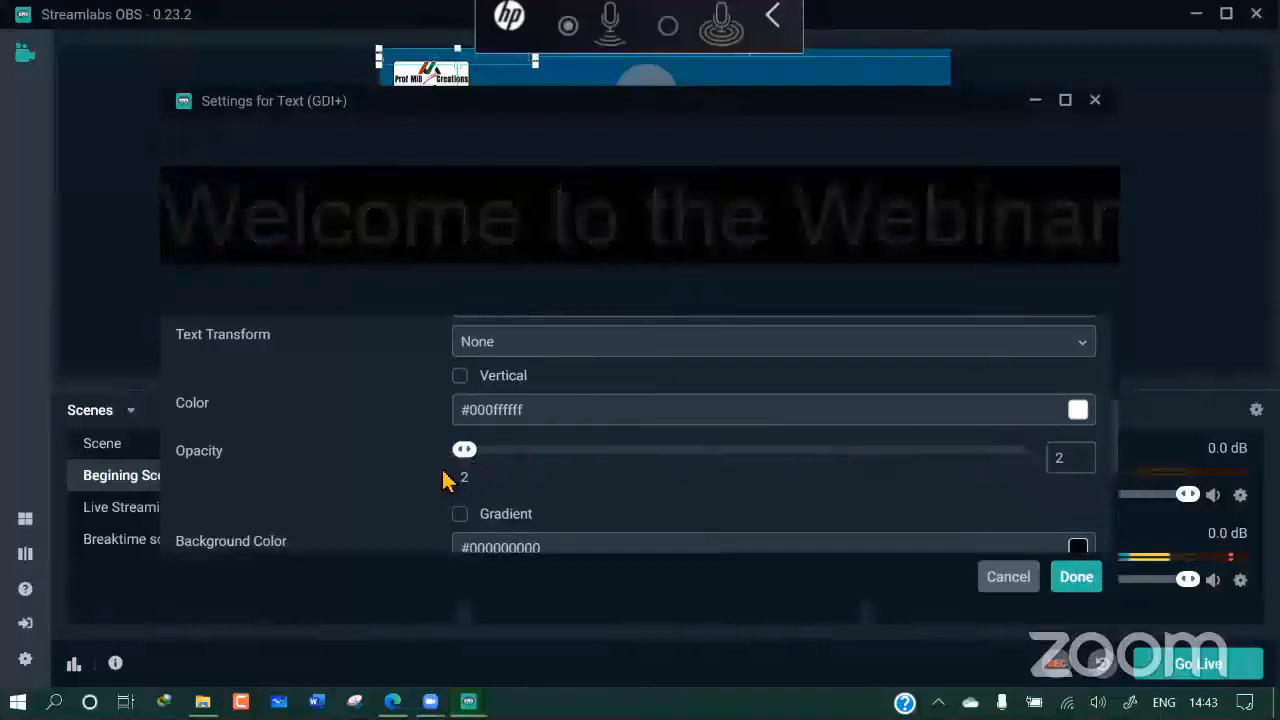 Streamlabs OBS - 0.23.2
hp
Prof MIB Creations
Settings for Text (GDI+)
Welcome to the Webinar
Text Transform
None
Vertical
Color
#000ffffff
Opacity
2
2
Gradient
Background Color
#000000000
Cancel
Done
Scenes
Scene
Begining Sc
Live Streami
Breaktime s
0.0 dB
0.0 dB
REC
Go Live
zoom
ENG
14:43